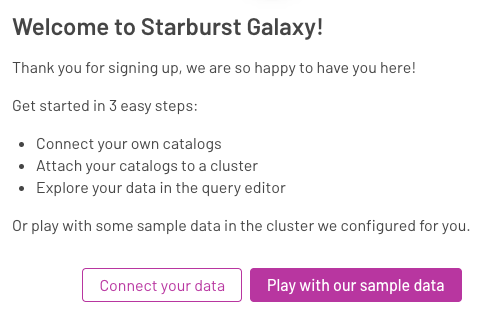 Welcome to Starburst Galaxy!
Thank you for signing up, we are so happy to have you here!
Get started in 3 easy steps:
• Connect your own catalogs
• Attach your catalogs to a cluster
• Explore your data in the query editor
Or play with some sample data in the cluster we configured for you.
Connect your data
Play with our sample data